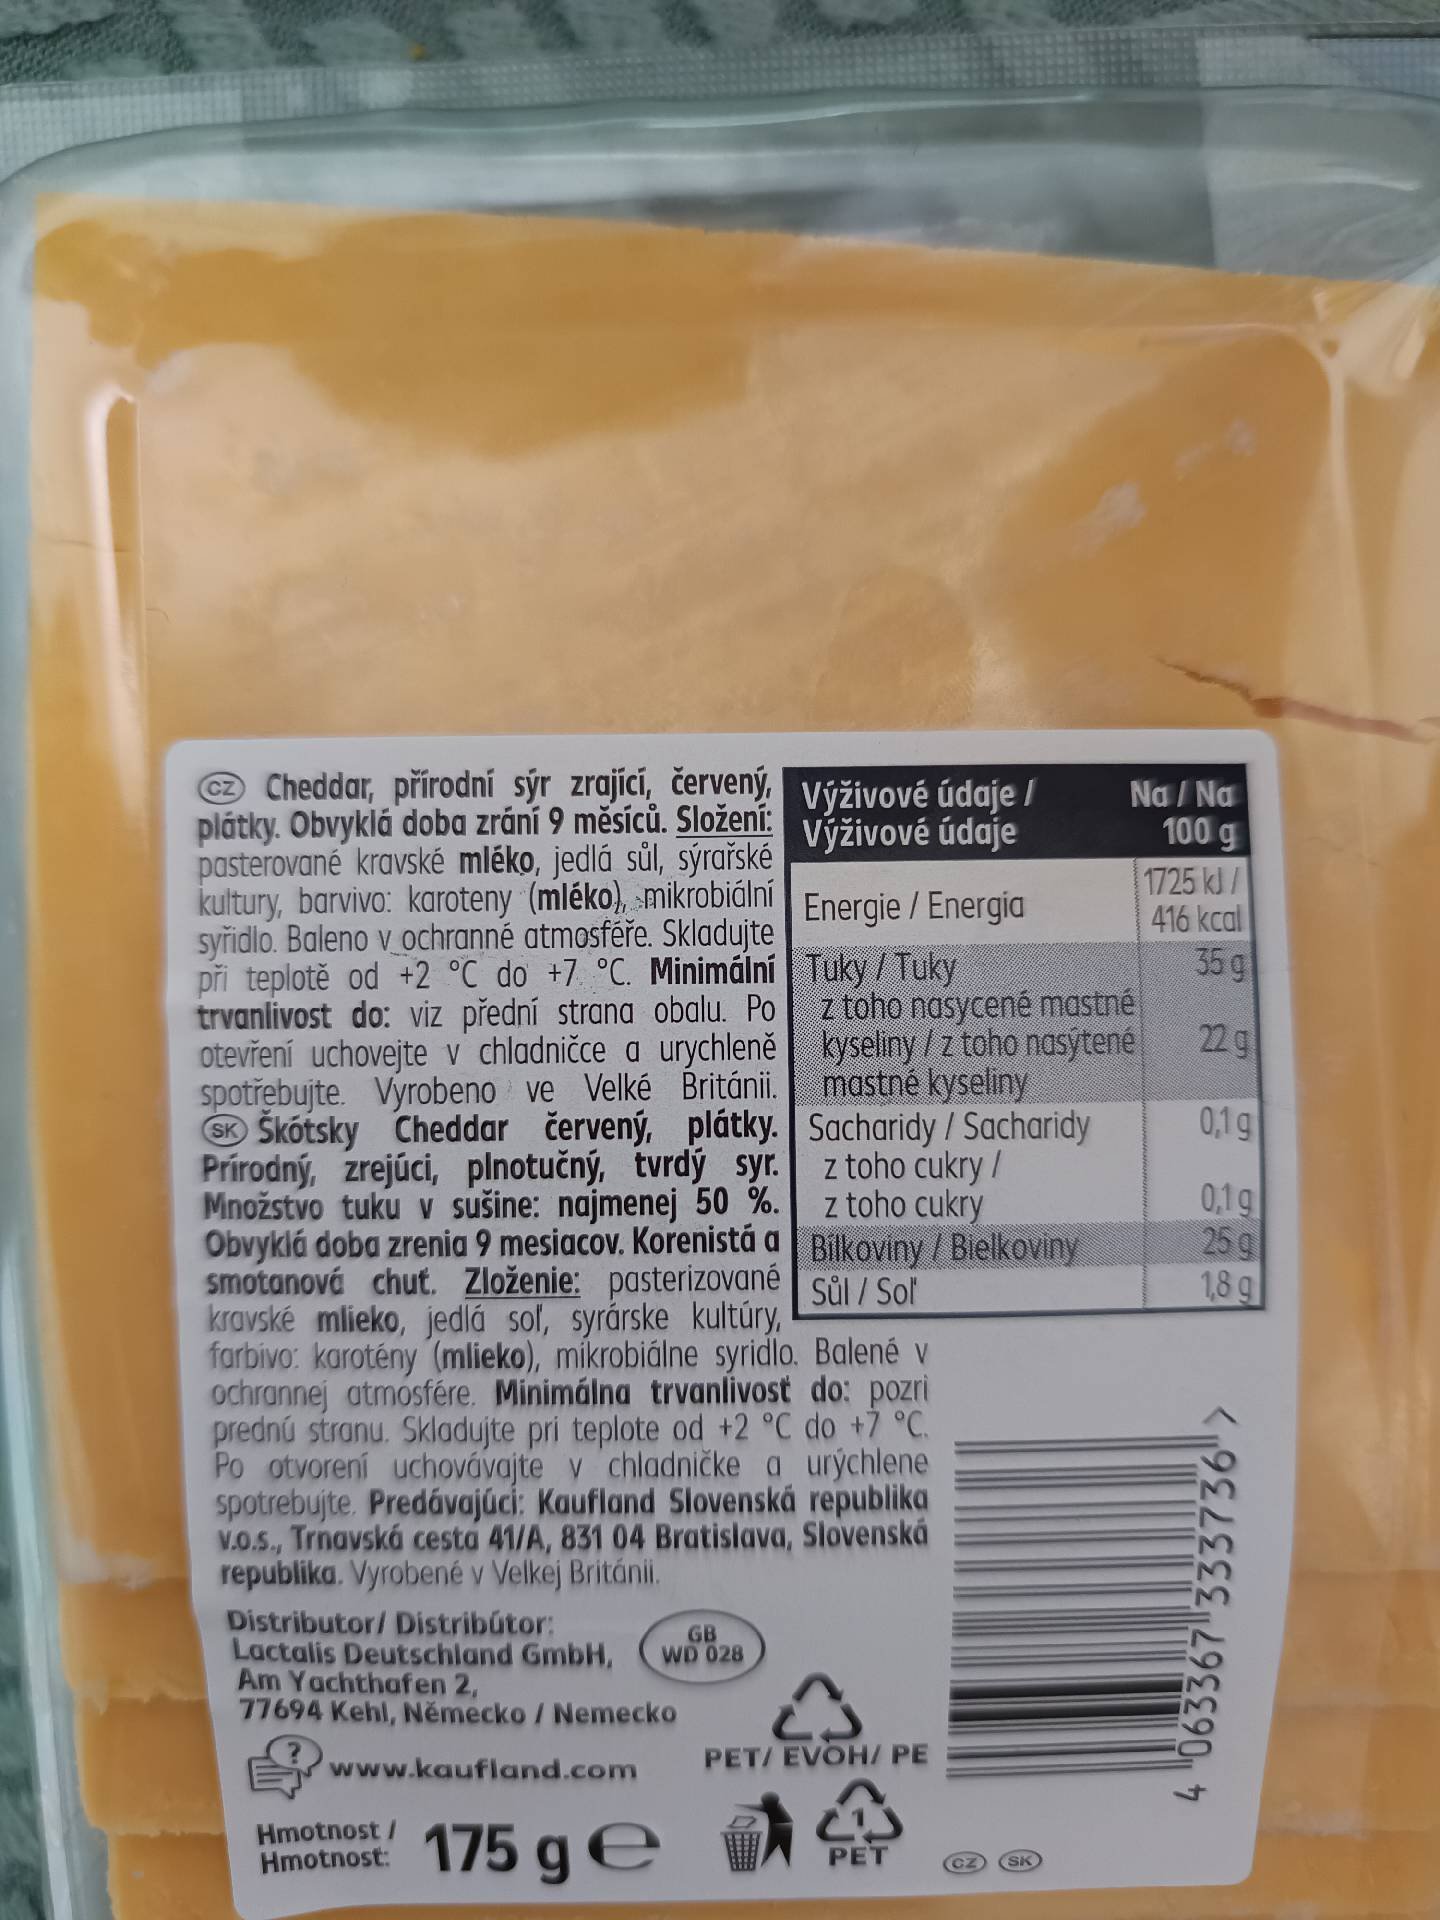 CZ Cheddar, přírodní sýr zrající, červený,
plátky. Obvyklá doba zrání 9 měsíců. Složení:
pasterované kravské mléko, jedlá sůl, sýrařské
kultury, barvivo: karoteny (mléko), mikrobiální
syřidlo. Baleno v ochranné atmosféře. Skladujte
při teplotě od +2 °C do +7 °C. Minimální
trvanlivost do: viz přední strana obalu. Po
otevření uchovejte v chladničce a urychleně
spotřebujte. Vyrobeno ve Velké Británii.
SK Škótsky Cheddar červený, plátky.
Prírodný, zrejúci, plnotučný, tvrdý syr.
Množstvo tuku v sušine: najmenej 50 %.
Obvyklá doba zrenia 9 mesiacov. Korenistá a
smotanová chuť. Zloženie: pasterizované
kravské mlieko, jedlá soľ, syrárske kultúry,
farbivo: karotény (mlieko), mikrobiálne syridlo. Balené v
ochrannej atmosfére. Minimálna trvanlivosť do: pozri
prednú stranu. Skladujte pri teplote od +2 °C do +7 °C.
Po otvorení uchovávajte v chladničke a urýchlene
spotrebujte. Predávajúci: Kaufland Slovenská republika
v.o.s., Trnavská cesta 41/A, 831 04 Bratislava, Slovenská
republika. Vyrobené v Veľkej Británii.
Výživové údaje / Na / Na
Výživové údaje 100 g
Energie / Energia 1725 kJ /
416 kcal
Tuky / Tuky 35 g
z toho nasycené mastné
kyseliny / z toho nasýtené 22 g
mastné kyseliny
Sacharidy / Sacharidy 0,1 g
z toho cukry /
z toho cukry 0,1 g
Bílkoviny / Bielkoviny 25 g
Sůl / Soľ 1,8 g
Distributor/ Distribútor:
Lactalis Deutschland GmbH,
Am Yachthafen 2,
77694 Kehl, Německo / Nemecko
GB
WD 028
? www.kaufland.com
PET/ EVOH/ PE
Hmotnost /
Hmotnosť:
175 g e
1
PET
CZ SK
4 063367 333736 >